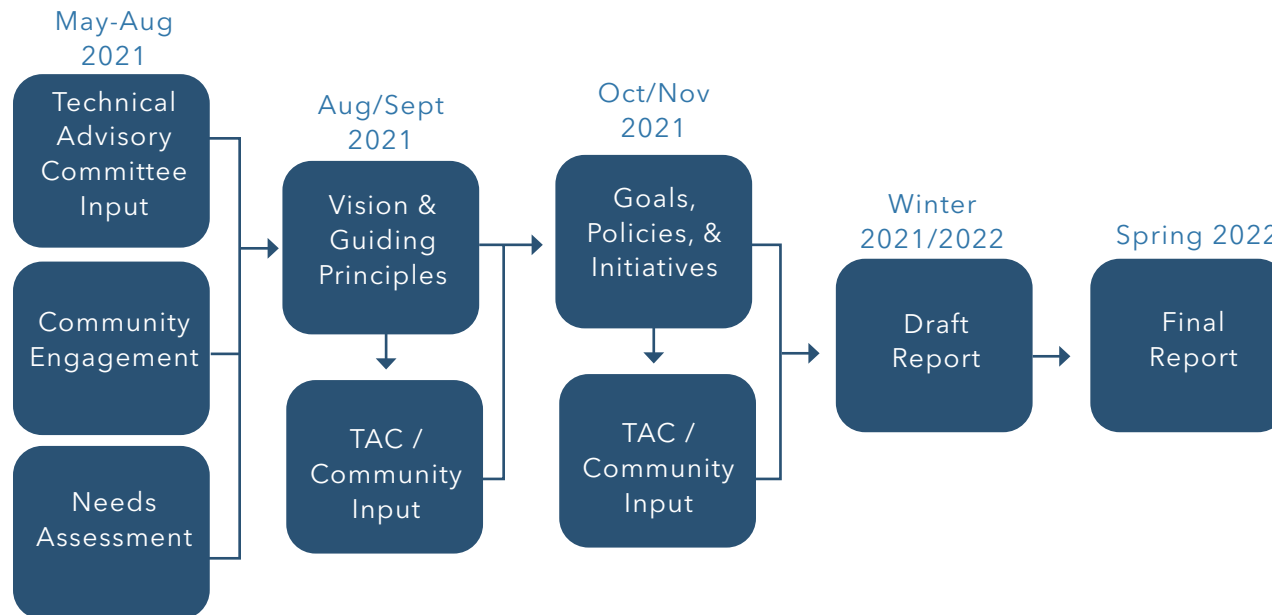 May-Aug
2021
Technical
Advisory
Committee
Input
Community
Engagement
Needs
Assessment
Aug/Sept
2021
Vision &
Guiding
Principles
TAC /
Community
Input
Oct/Nov
2021
Goals,
Policies, &
Initiatives
TAC /
Community
Input
Winter
2021/2022
Draft
Report
Spring 2022
Final
Report